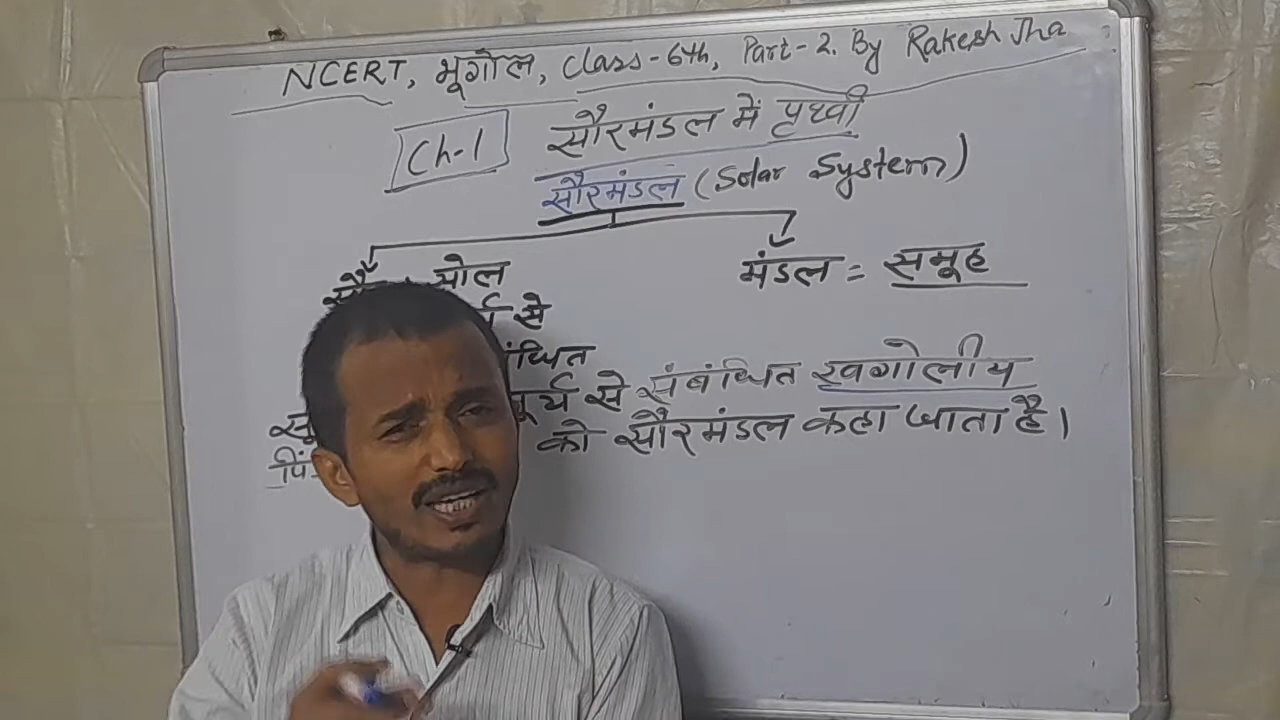 NCERT, भूगोल, Class-6th, Part-2. By Rakesh Jha
Ch-1 सौरमंडल में पृथ्वी
सौरमंडल (Solar System)
सोल मंडल = समूह
से
सूर्य से संबंधित खगोलीय
को सौरमंडल कहा जाता है।